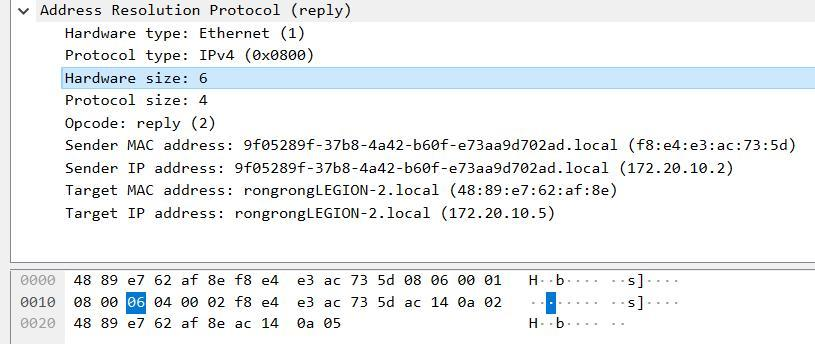 Address Resolution Protocol (reply)
Hardware type: Ethernet (1)
Protocol type: IPv4 (0x0800)
Hardware size: 6
Protocol size: 4
Opcode: reply (2)
Sender MAC address: 9f05289f-37b8-4a42-b60f-e73aa9d702ad.local (f8:e4:e3:ac:73:5d)
Sender IP address: 9f05289f-37b8-4a42-b60f-e73aa9d702ad.local (172.20.10.2)
Target MAC address: rongrongLEGION-2.local (48:89:e7:62:af:8e)
Target IP address: rongrongLEGION-2.local (172.20.10.5)
0000 48 89 e7 62 af 8e f8 e4 e3 ac 73 5d 08 06 00 01 H··b···· ··s]····
0010 08 00 06 04 00 02 f8 e4 e3 ac 73 5d ac 14 0a 02 ········ ··s]····
0020 48 89 e7 62 af 8e ac 14 0a 05 H··b···· ··